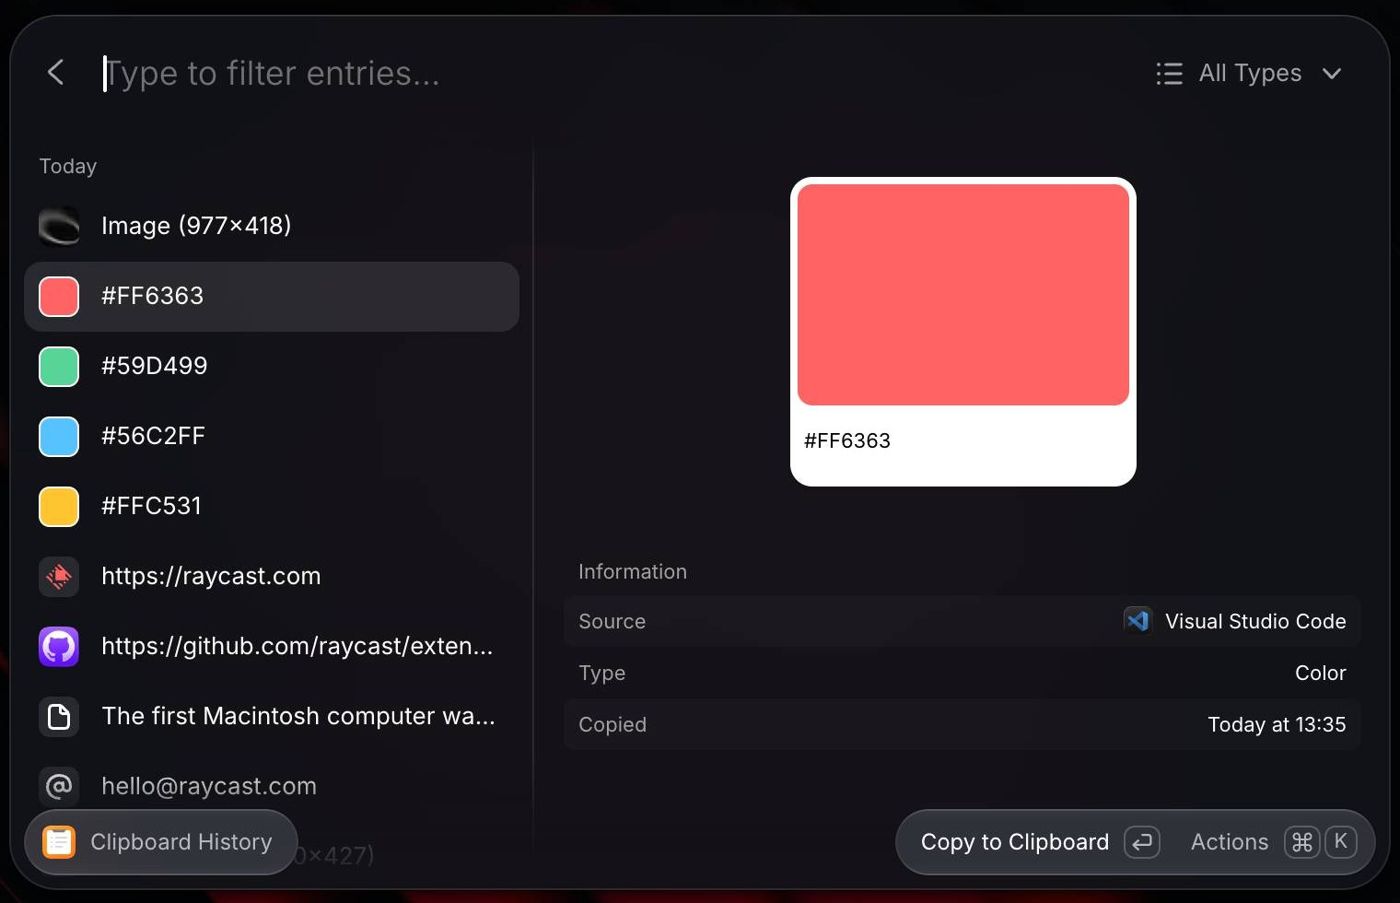 Type to filter entries...
All Types
Today
Image (977×418)
#FF6363
#59D499
#56C2FF
#FFC531
https://raycast.com
https://github.com/raycast/exten...
The first Macintosh computer wa...
hello@raycast.com
0×427)
#FF6363
Information
Source
Visual Studio Code
Type
Color
Copied
Today at 13:35
Clipboard History
Copy to Clipboard
Actions
⌘ K